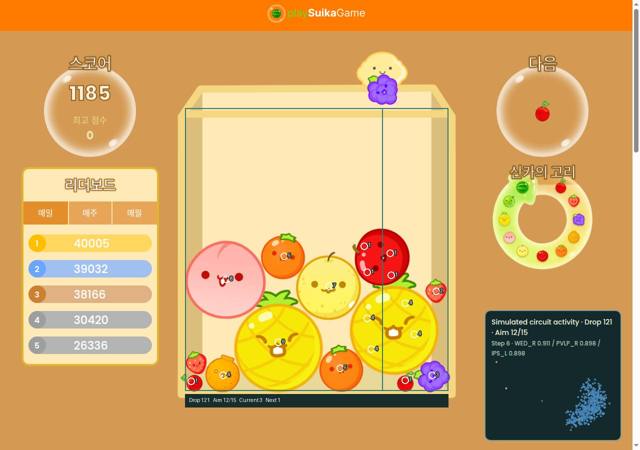 playSuikaGame
스코어
1185
최고 점수
0
리더보드
매일
매주
매월
1 40005
2 39032
3 38166
4 30420
5 26336
다음
산카의 고리
Simulated circuit activity · Drop 121
· Aim 12/15
Step 6 · WED_R 0.911 / PVLP_R 0.898 /
IPS_L 0.898
Drop 121 Aim 12/15 Current 3 Next 1